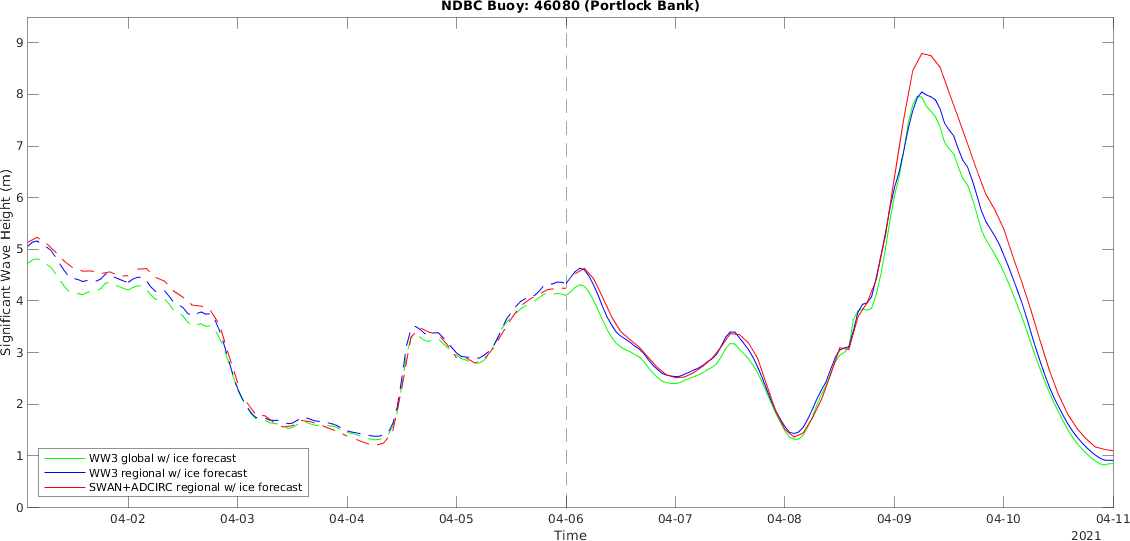 NDBC Buoy: 46080 (Portlock Bank)
Significant Wave Height (m)
9
8
7
6
5
4
3
2
1
0
WW3 global w/ ice forecast
WW3 regional w/ ice forecast
SWAN+ADCIRC regional w/ ice forecast
04-02 04-03 04-04 04-05 04-06 04-07 04-08 04-09 04-10 04-11
Time
2021